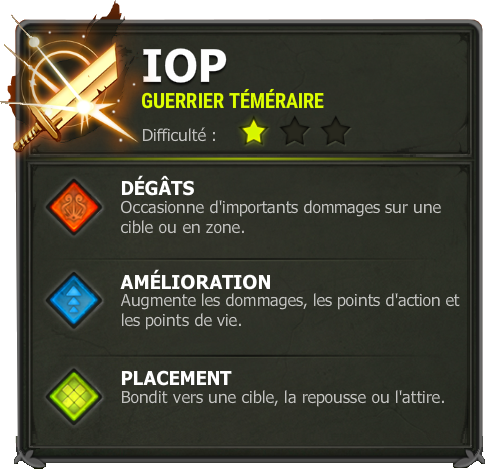 IOP
GUERRIER TÉMÉRAIRE
Difficulté :
DÉGÂTS
Occasionne d'importants dommages sur une
cible ou en zone.
AMÉLIORATION
Augmente les dommages, les points d'action et
les points de vie.
PLACEMENT
Bondit vers une cible, la repousse ou l'attire.